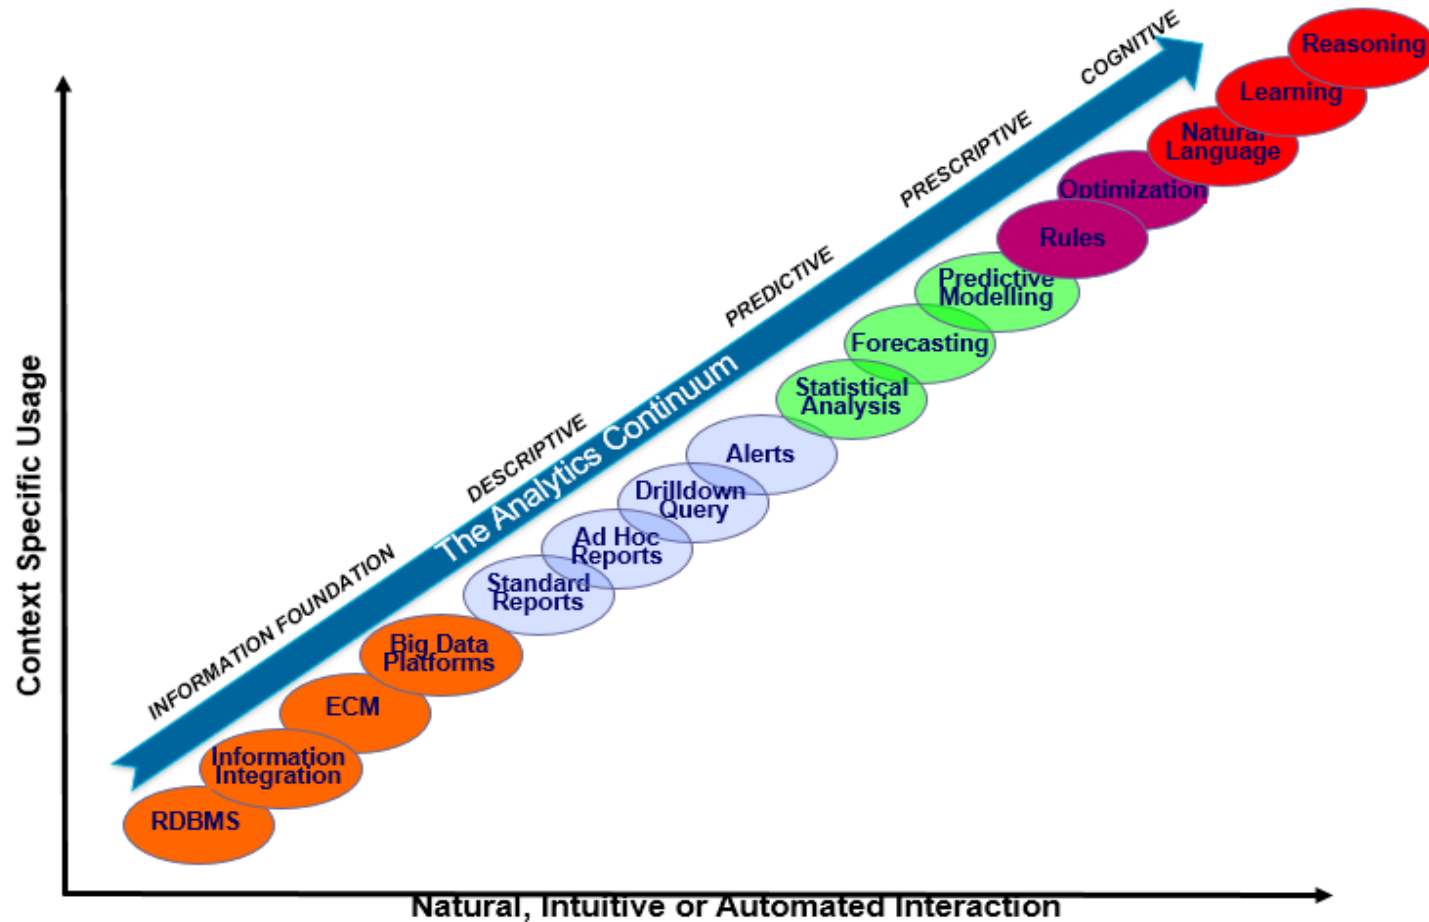 COGNITIVE
Reasoning
Learning
PRESCRIPTIVE
Natural
Language
Optimization
Rules
PREDICTIVE
Predictive
Modelling
Forecasting
The Analytics Continuum
Statistical
Analysis
DESCRIPTIVE
Alerts
Drilldown
Query
Ad Hoc
Reports
INFORMATION FOUNDATION
Standard
Reports
Big Data
Platforms
ECM
Information
Integration
RDBMS
Context Specific Usage
Natural, Intuitive or Automated Interaction